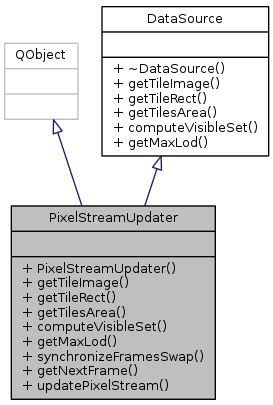 DataSource
+ ~DataSource()
+ getTileImage()
+ getTileRect()
+ getTilesArea()
+ computeVisibleSet()
+ getMaxLod()
QObject
PixelStreamUpdater
+ PixelStreamUpdater()
+ getTileImage()
+ getTileRect()
+ getTilesArea()
+ computeVisibleSet()
+ getMaxLod()
+ synchronizeFramesSwap()
+ getNextFrame()
+ updatePixelStream()